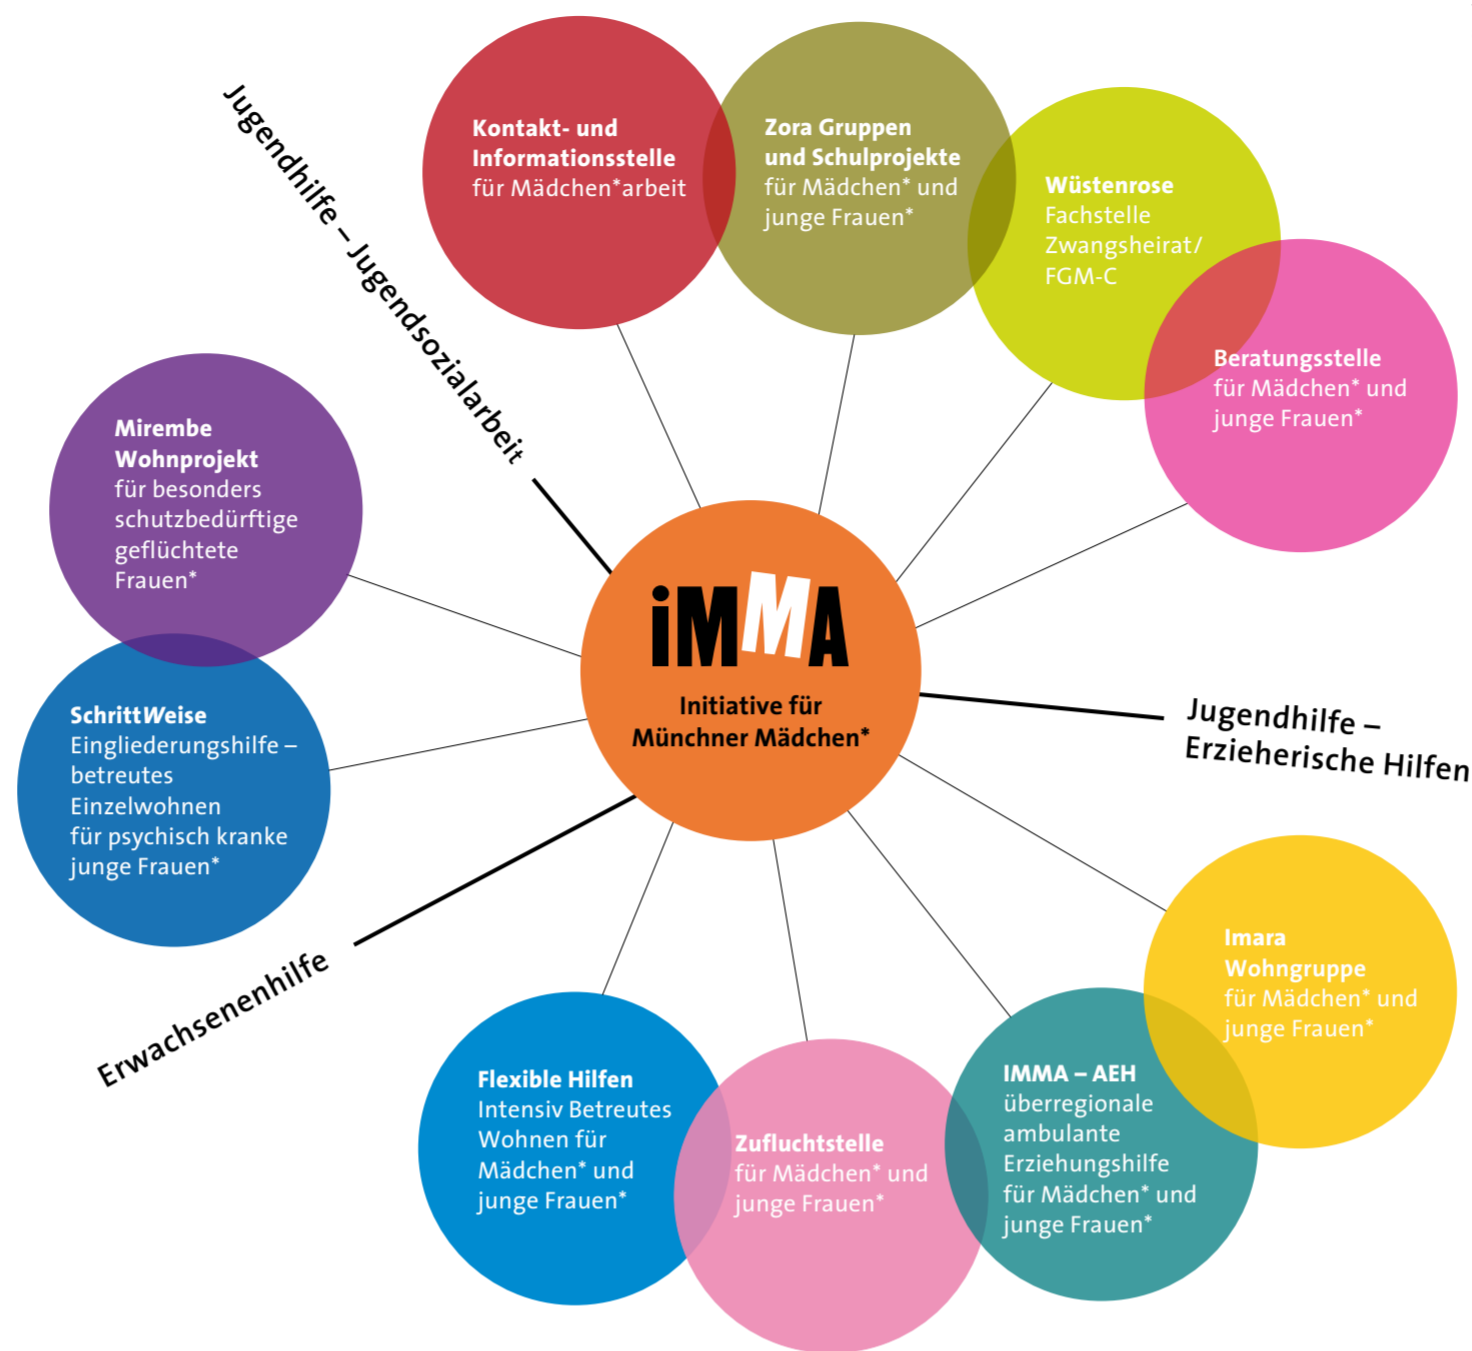 Jugendhilfe – Jugendsozialarbeit
Kontakt- und
Informationsstelle
für Mädchen*arbeit
Zora Gruppen
und Schulprojekte
für Mädchen* und
junge Frauen*
Wüstenrose
Fachstelle
Zwangsheirat/
FGM-C
Beratungsstelle
für Mädchen* und
junge Frauen*
Mirembe
Wohnprojekt
für besonders
schutzbedürftige
geflüchtete
Frauen*
SchrittWeise
Eingliederungshilfe –
betreutes
Einzelwohnen
für psychisch kranke
junge Frauen*
iMMA
Initiative für
Münchner Mädchen*
Jugendhilfe –
Erzieherische Hilfen
Erwachsenenhilfe
Flexible Hilfen
Intensiv Betreutes
Wohnen für
Mädchen* und
junge Frauen*
Zufluchtstelle
für Mädchen* und
junge Frauen*
IMMA – AEH
überregionale
ambulante
Erziehungshilfe
für Mädchen* und
junge Frauen*
Imara
Wohngruppe
für Mädchen* und
junge Frauen*